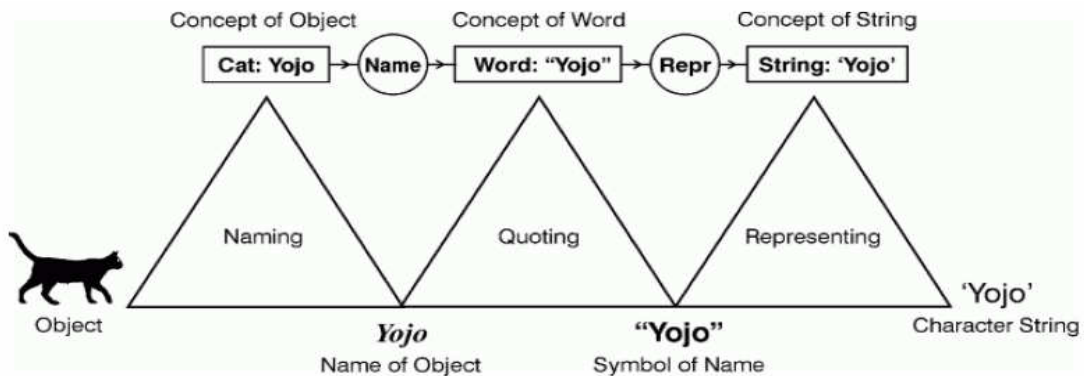 Concept of Object Concept of Word Concept of String
Cat: Yojo Name Word: “Yojo” Repr String: ‘Yojo’
Naming Quoting Representing
Object Yojo “Yojo” ‘Yojo’
Name of Object Symbol of Name Character String